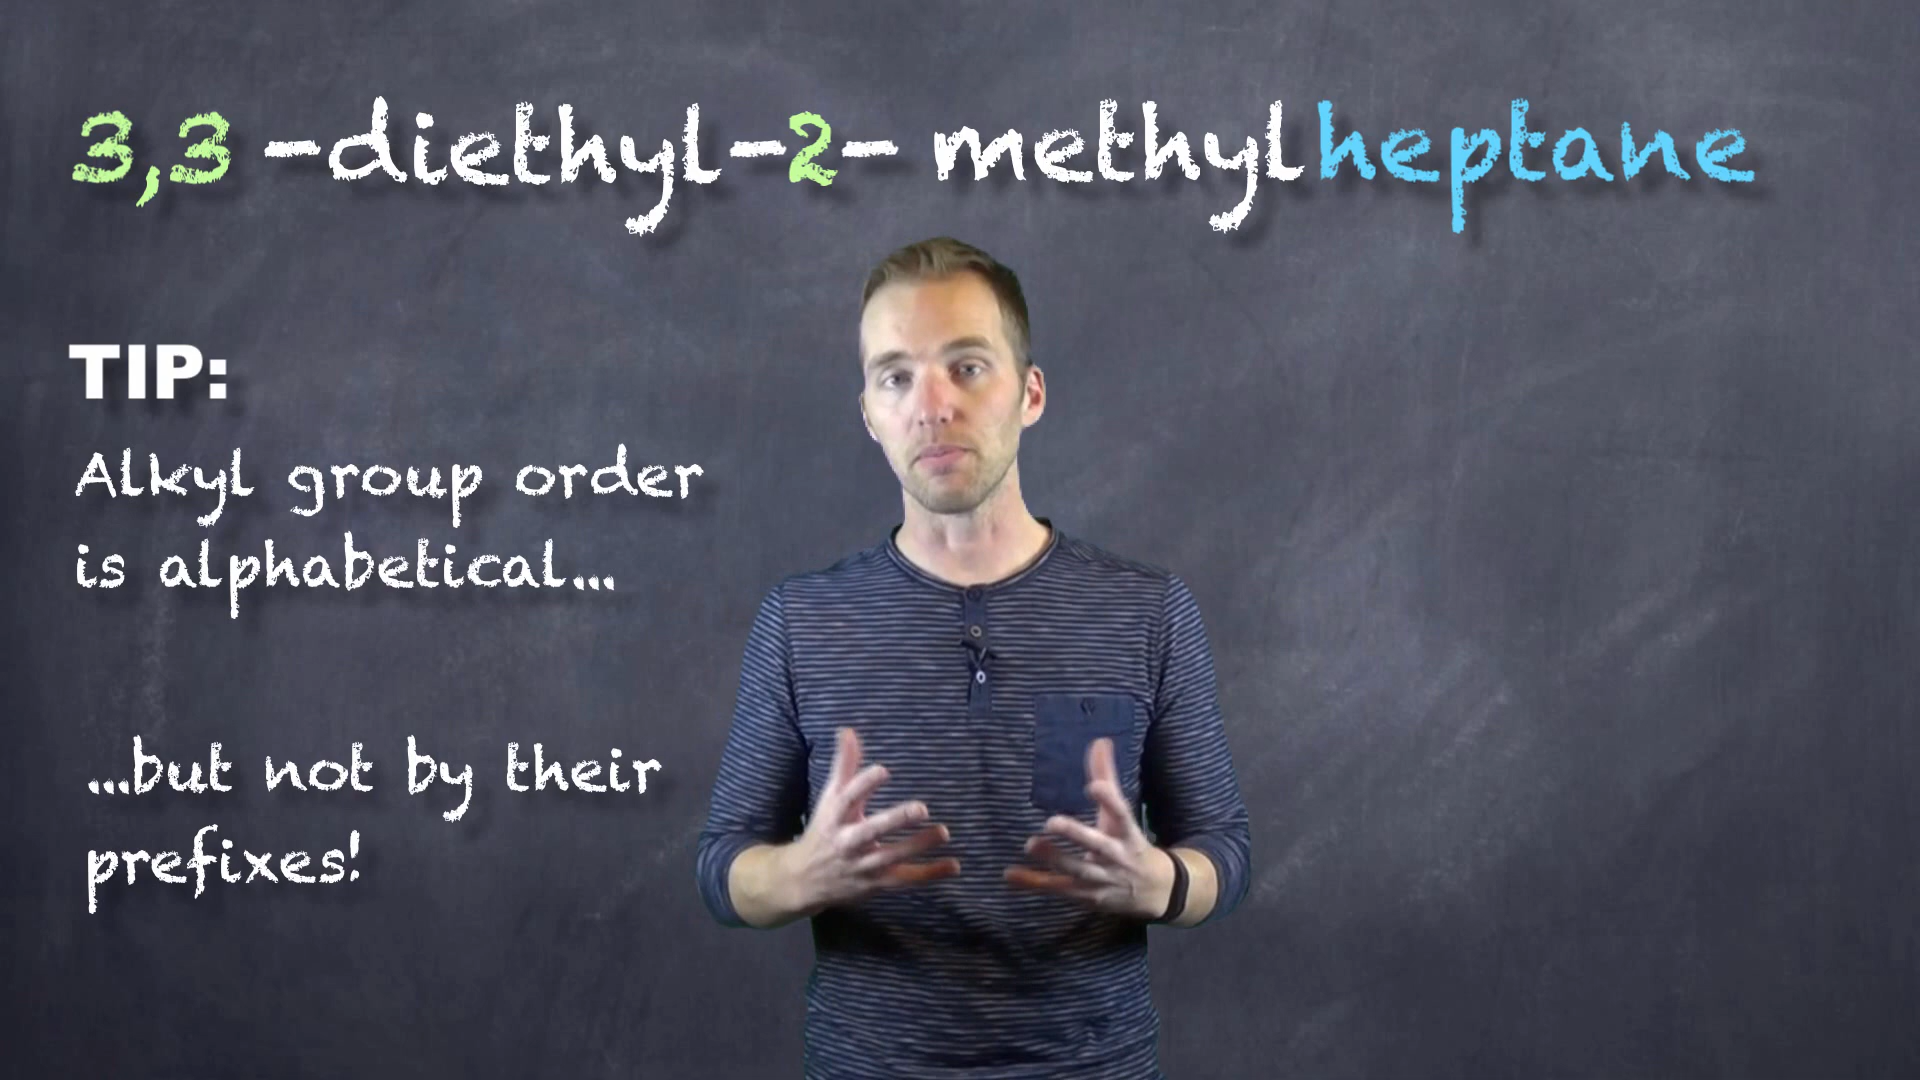 3,3 -diethyl-2- methylheptane
TIP:
Alkyl group order
is alphabetical...
...but not by their
prefixes!